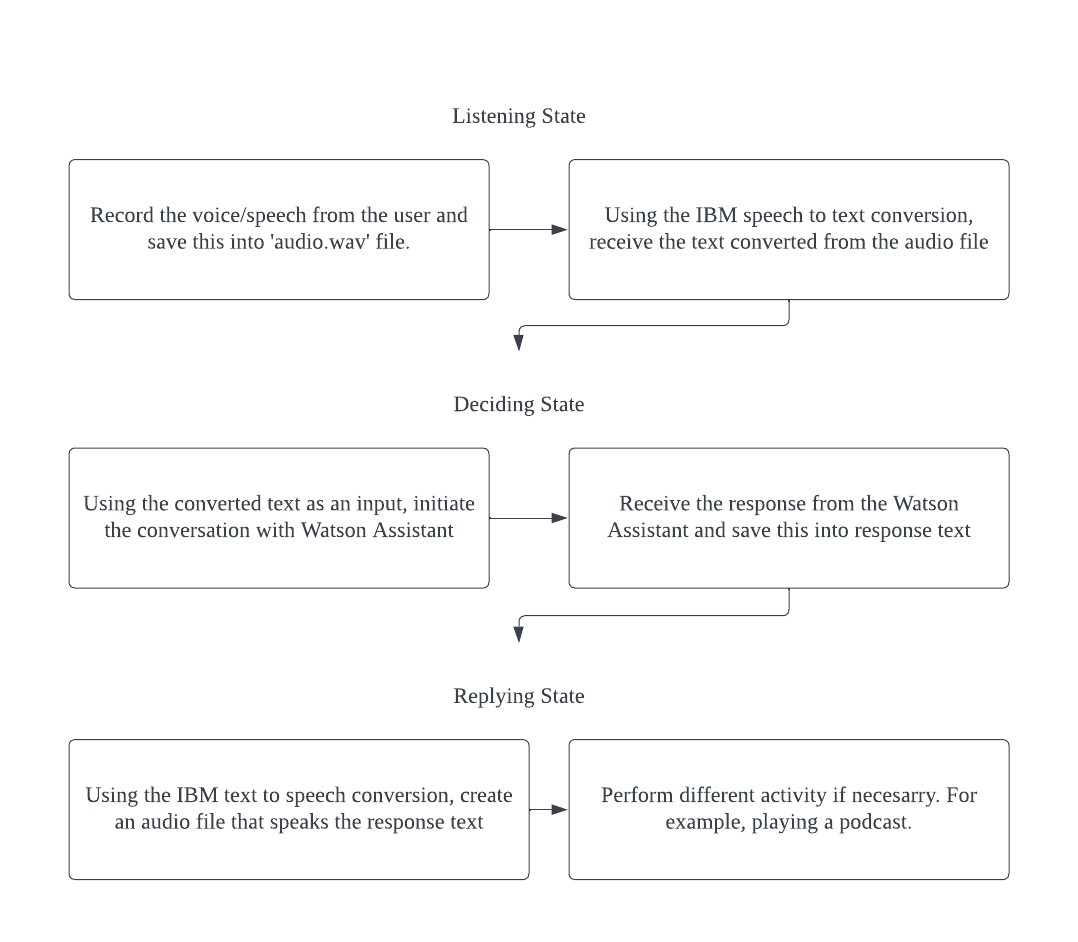 Listening State
Record the voice/speech from the user and
save this into 'audio.wav' file.
Using the IBM speech to text conversion,
receive the text converted from the audio file
Deciding State
Using the converted text as an input, initiate
the conversation with Watson Assistant
Receive the response from the Watson
Assistant and save this into response text
Replying State
Using the IBM text to speech conversion, create
an audio file that speaks the response text
Perform different activity if necesarry. For
example, playing a podcast.